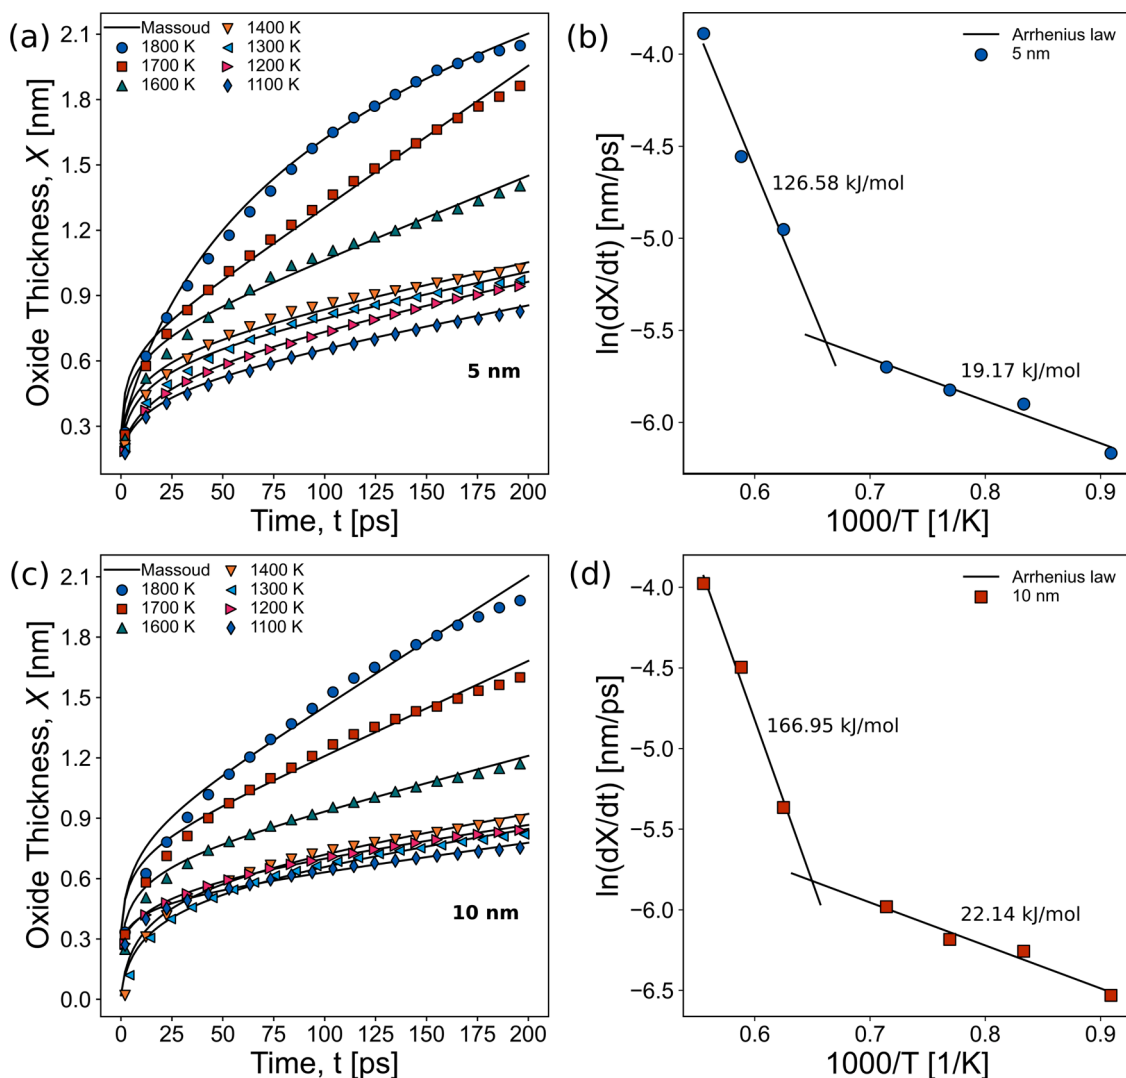 (a)
Massoud
1800 K
1700 K
1600 K
1400 K
1300 K
1200 K
1100 K
2.1
1.8
1.5
1.2
0.9
0.6
0.3
Oxide Thickness, X [nm]
5 nm
0 25 50 75 100 125 150 175 200
Time, t [ps]
(b)
Arrhenius law
5 nm
−4.0
−4.5
−5.0
−5.5
−6.0
ln(dX/dt) [nm/ps]
126.58 kJ/mol
19.17 kJ/mol
0.6 0.7 0.8 0.9
1000/T [1/K]
(c)
Massoud
1800 K
1700 K
1600 K
1400 K
1300 K
1200 K
1100 K
2.1
1.8
1.5
1.2
0.9
0.6
0.3
0.0
Oxide Thickness, X [nm]
10 nm
0 25 50 75 100 125 150 175 200
Time, t [ps]
(d)
Arrhenius law
10 nm
−4.0
−4.5
−5.0
−5.5
−6.0
−6.5
ln(dX/dt) [nm/ps]
166.95 kJ/mol
22.14 kJ/mol
0.6 0.7 0.8 0.9
1000/T [1/K]